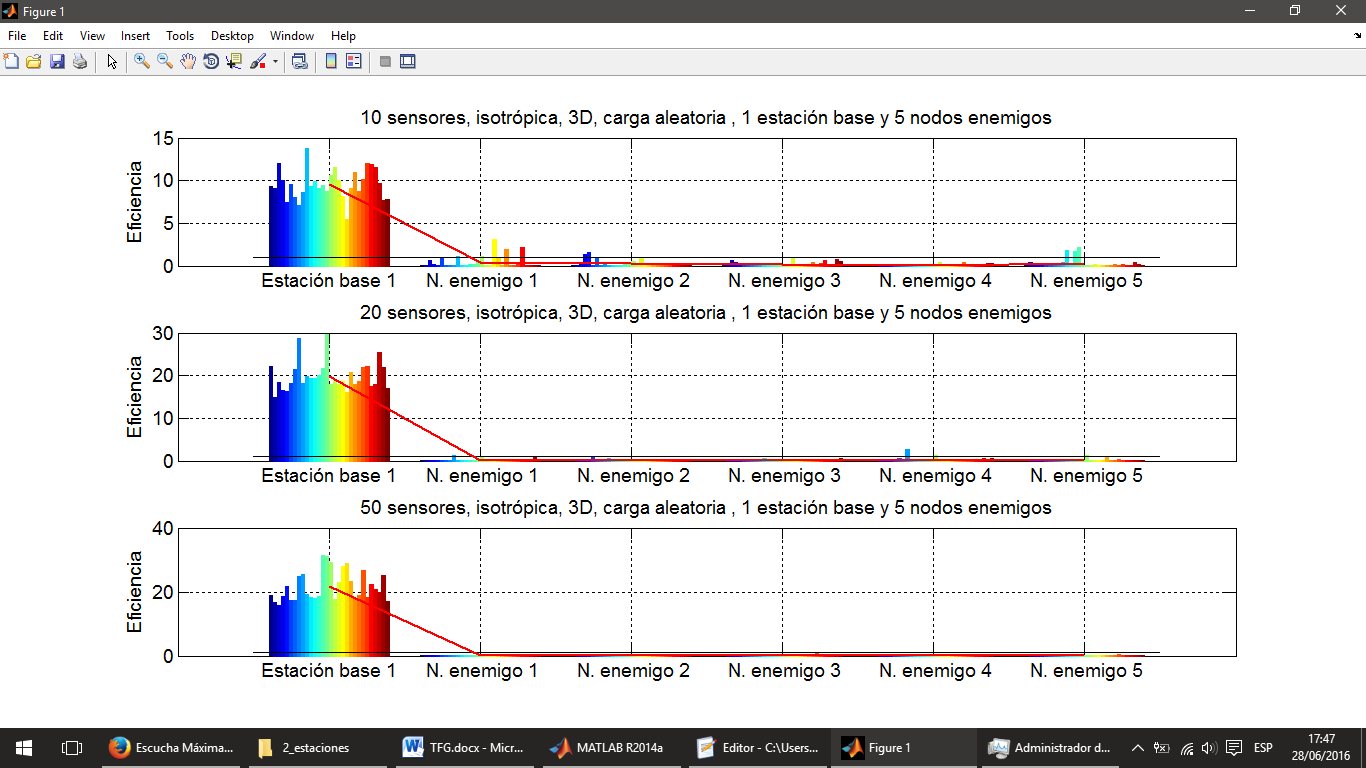 Figure 1
File Edit View Insert Tools Desktop Window Help
10 sensores, isotrópica, 3D, carga aleatoria , 1 estación base y 5 nodos enemigos
Eficiencia
15
10
5
0
Estación base 1 N. enemigo 1 N. enemigo 2 N. enemigo 3 N. enemigo 4 N. enemigo 5
20 sensores, isotrópica, 3D, carga aleatoria , 1 estación base y 5 nodos enemigos
Eficiencia
30
20
10
0
Estación base 1 N. enemigo 1 N. enemigo 2 N. enemigo 3 N. enemigo 4 N. enemigo 5
50 sensores, isotrópica, 3D, carga aleatoria , 1 estación base y 5 nodos enemigos
Eficiencia
40
20
0
Estación base 1 N. enemigo 1 N. enemigo 2 N. enemigo 3 N. enemigo 4 N. enemigo 5
Escucha Máxima... 2_estaciones TFG.docx - Micr... MATLAB R2014a Editor - C:\Users... Figure 1 Administrador d... ESP 17:47
28/06/2016